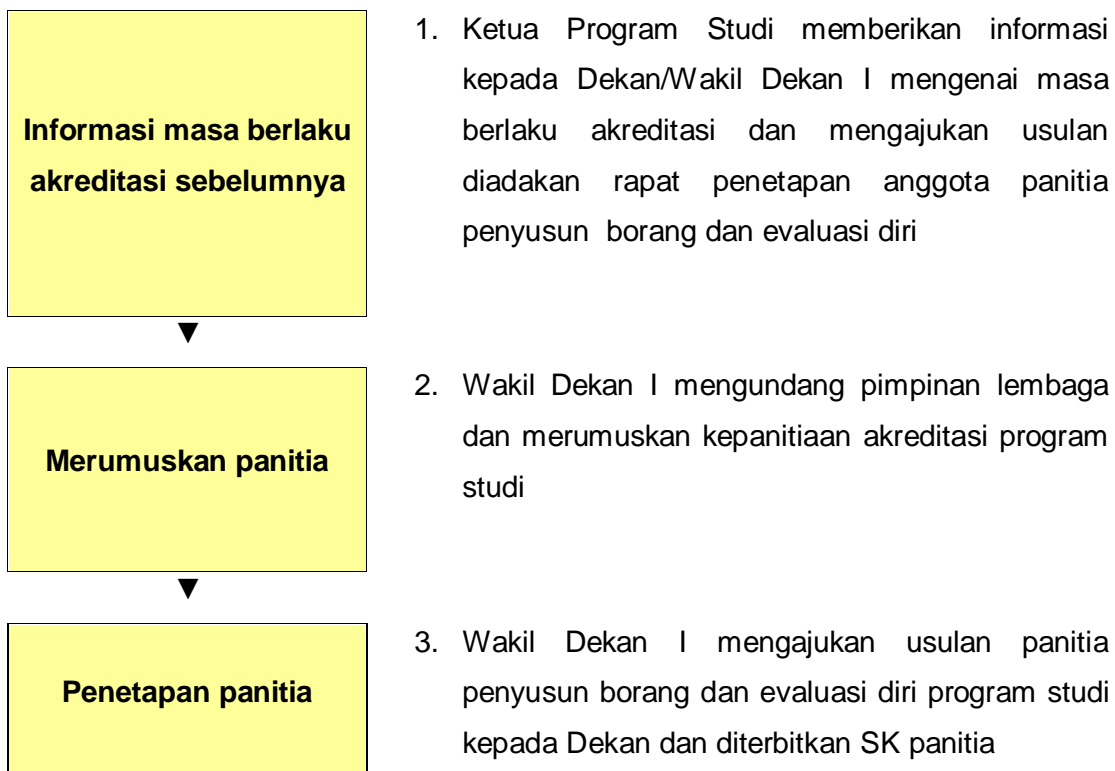 Informasi masa berlaku
akreditasi sebelumnya
1. Ketua Program Studi memberikan informasi
kepada Dekan/Wakil Dekan I mengenai masa
berlaku akreditasi dan mengajukan usulan
diadakan rapat penetapan anggota panitia
penyusun borang dan evaluasi diri
▼
Merumuskan panitia
2. Wakil Dekan I mengundang pimpinan lembaga
dan merumuskan kepanitiaan akreditasi program
studi
▼
Penetapan panitia
3. Wakil Dekan I mengajukan usulan panitia
penyusun borang dan evaluasi diri program studi
kepada Dekan dan diterbitkan SK panitia